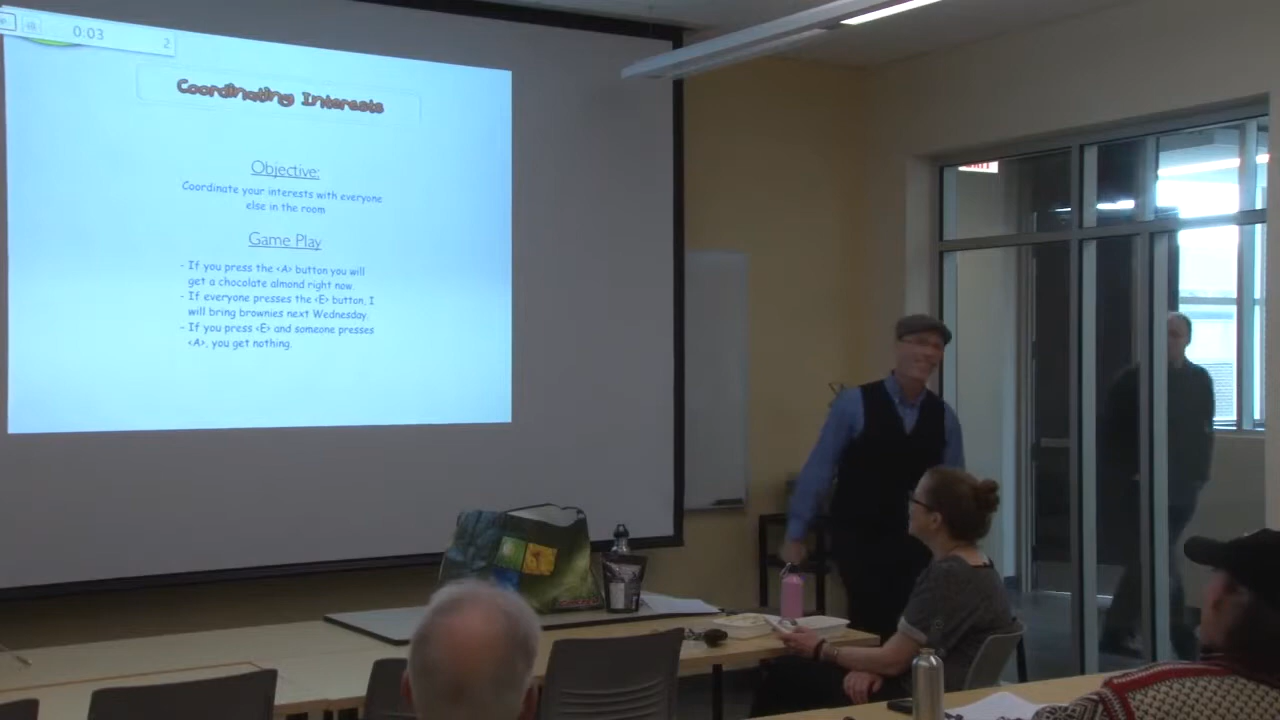 0:03
2
Coordinating Interests
Objective:
Coordinate your interests with everyone
else in the room
Game Play
- If you press the <A> button you will
get a chocolate almond right now.
- If everyone presses the <E> button, I
will bring brownies next Wednesday.
- If you press <E> and someone presses
<A>, you get nothing.